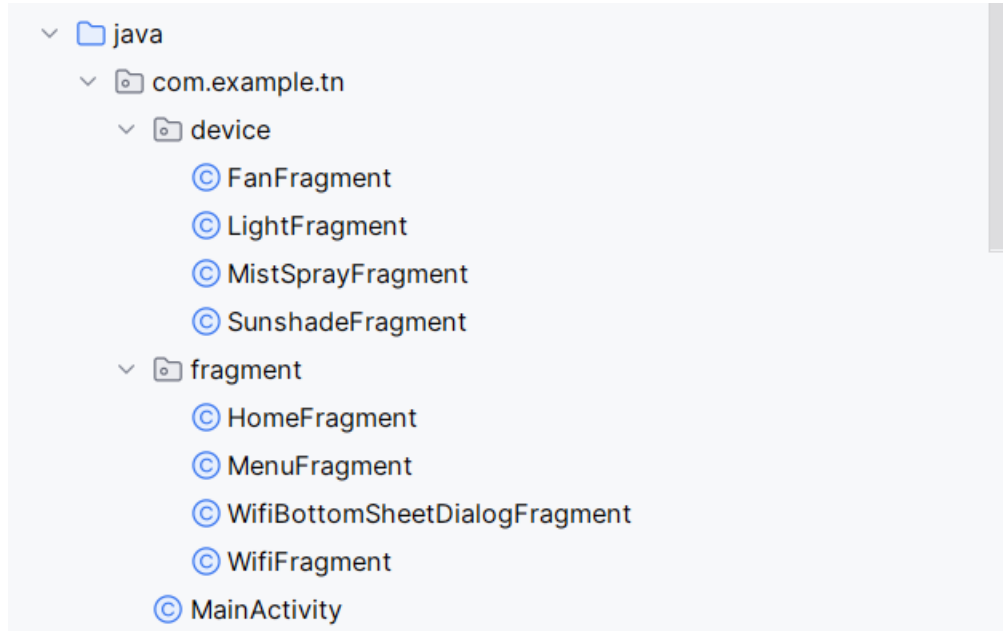 java
com.example.tn
device
FanFragment
LightFragment
MistSprayFragment
SunshadeFragment
fragment
HomeFragment
MenuFragment
WifiBottomSheetDialogFragment
WifiFragment
MainActivity